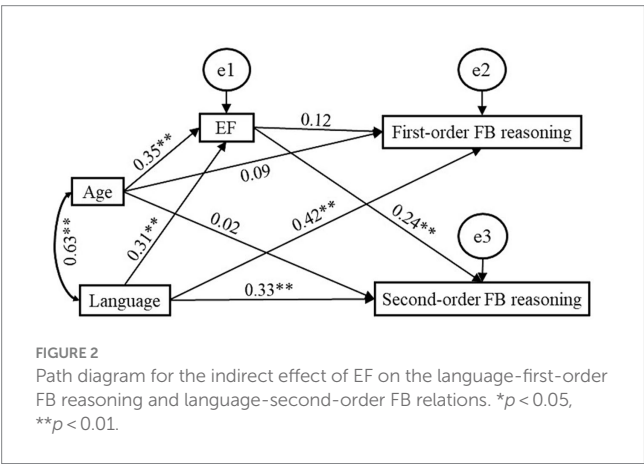 e1
e2
EF
0.12
First-order FB reasoning
0.35**
0.09
Age
0.63**
0.31**
0.02
0.42**
0.24**
e3
Language
0.33**
Second-order FB reasoning
FIGURE 2
Path diagram for the indirect effect of EF on the language-first-order
FB reasoning and language-second-order FB relations. *p < 0.05,
**p < 0.01.